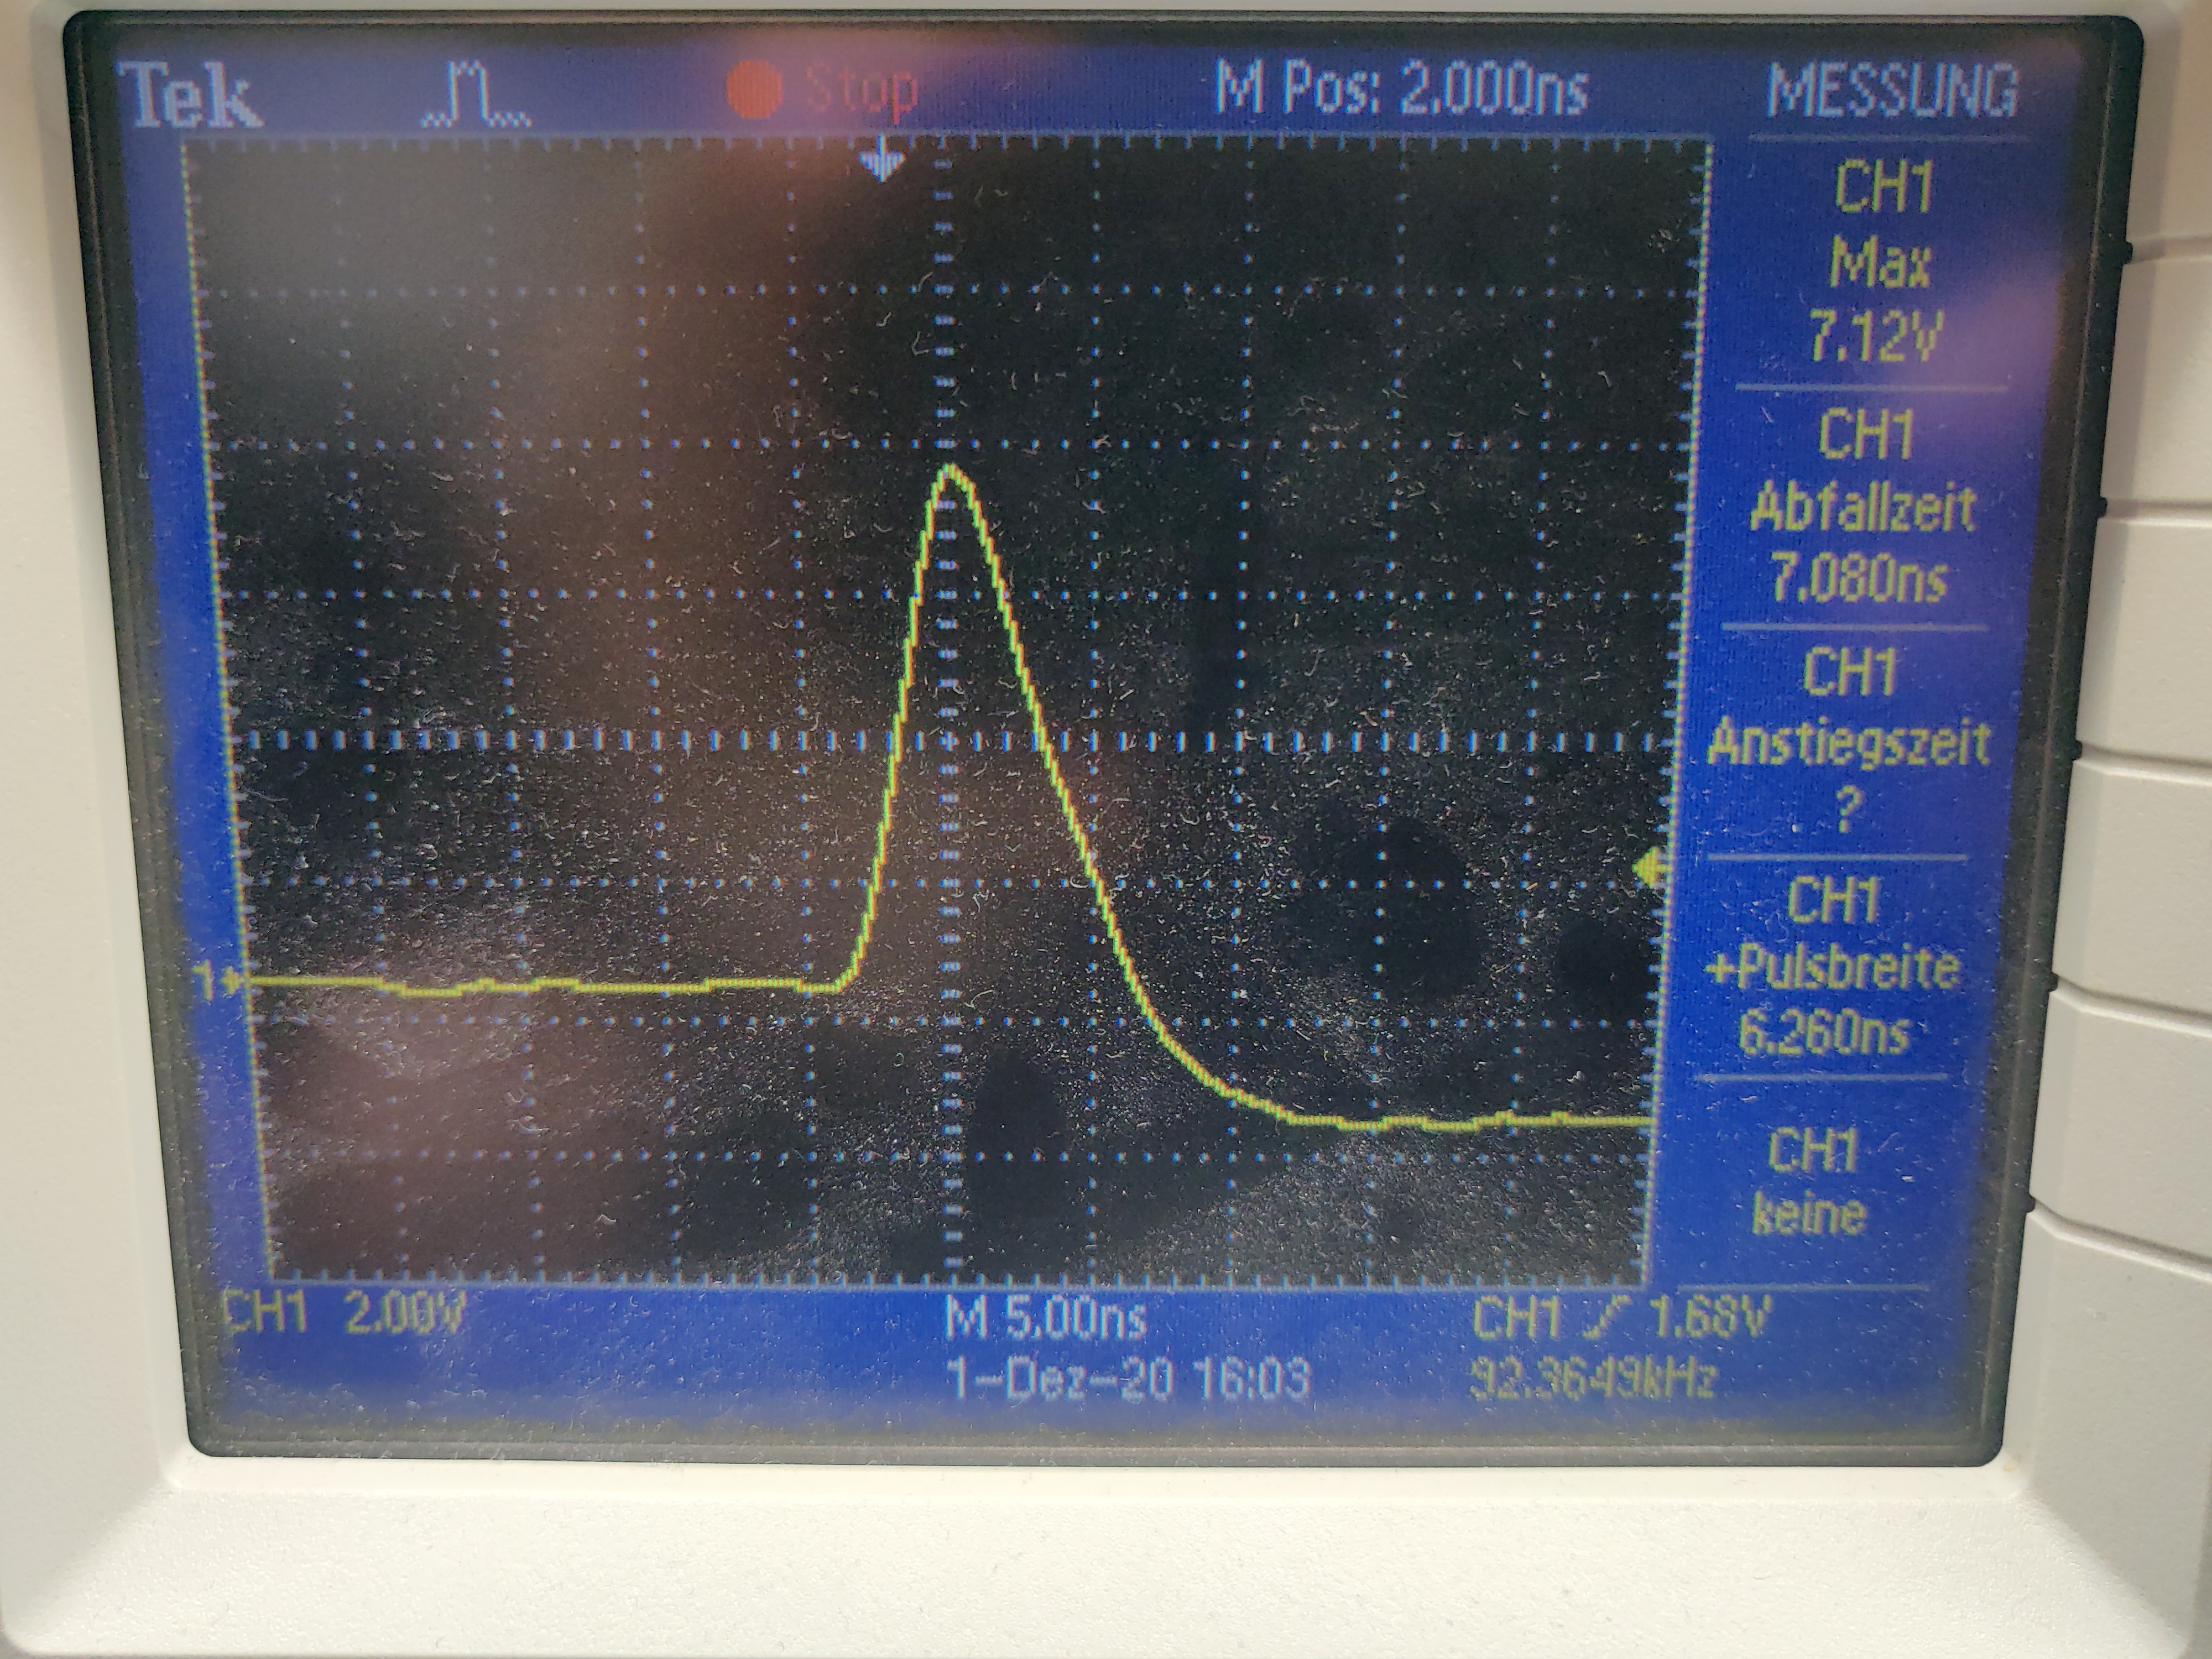 Tek Stop M Pos: 2.000ns MESSUNG
CH1
Max
7.12V
CH1
Abfallzeit
7.080ns
CH1
Anstiegszeit
?
CH1
+Pulsbreite
6.260ns
CH1
keine
1
CH1 2.00V M 5.00ns CH1 1.68V
1-Dez-20 16:03 92.3649kHz